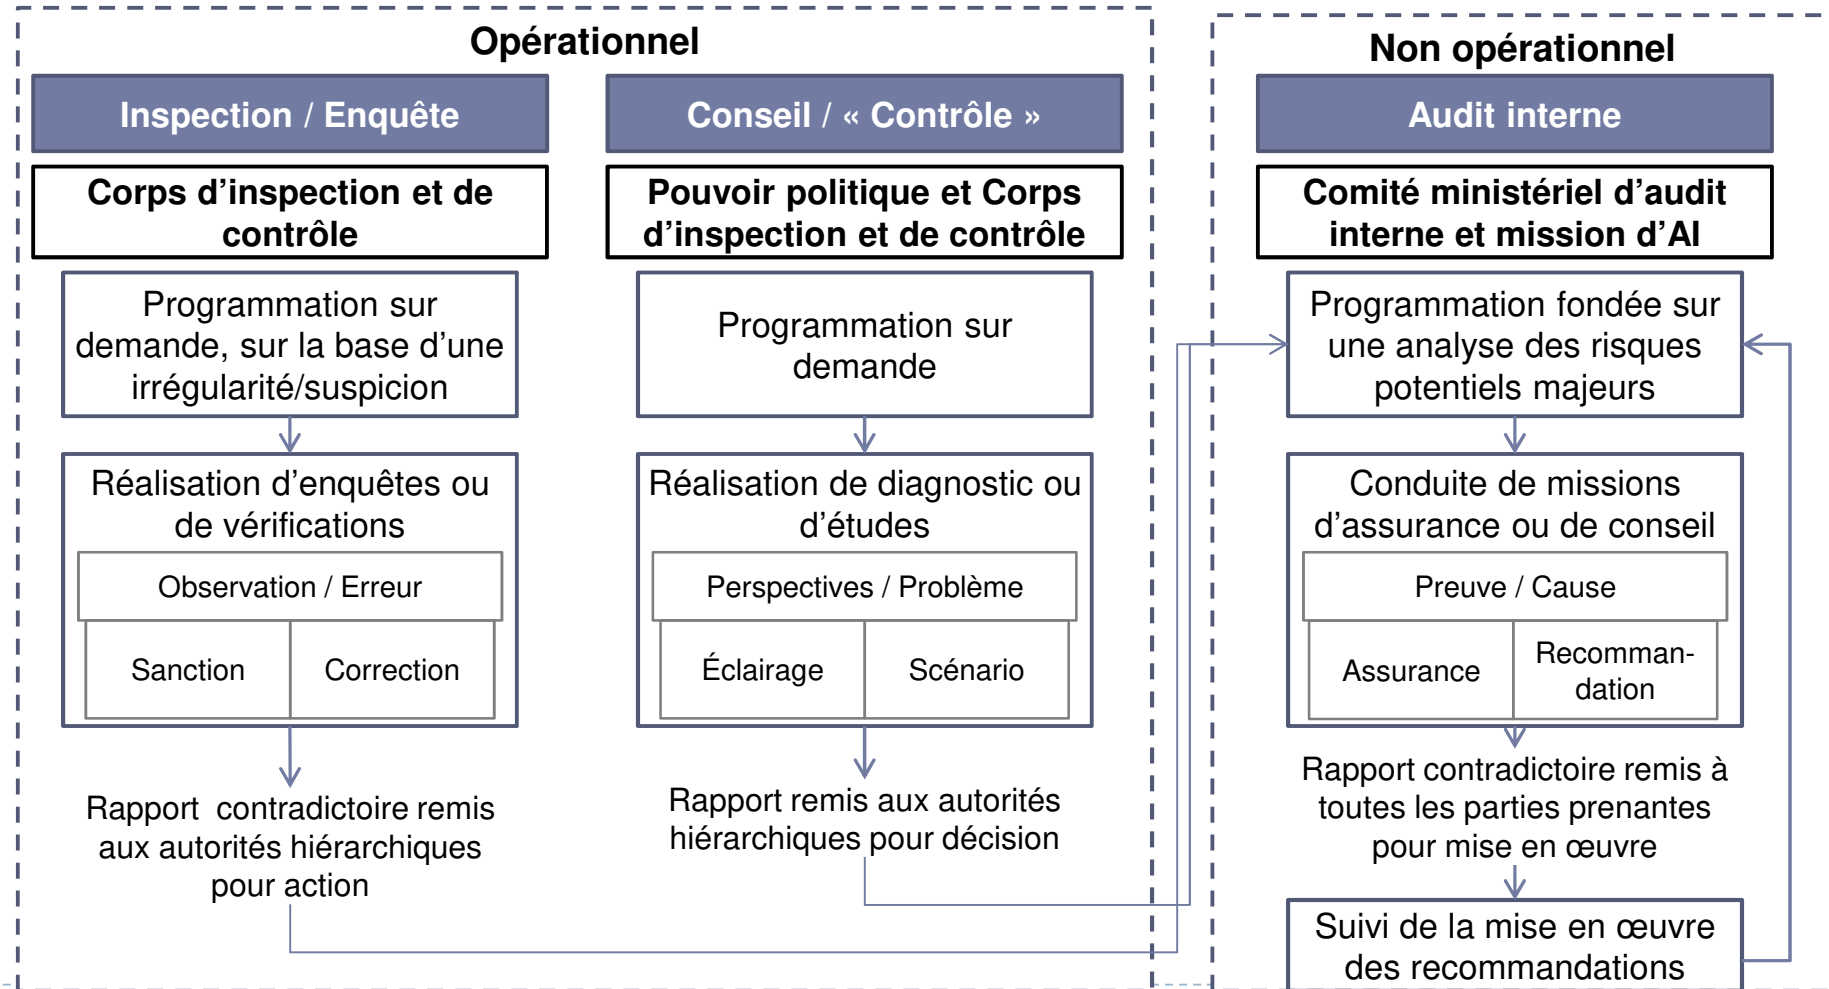 Opérationnel
Inspection / Enquête
Corps d'inspection et de
contrôle
Programmation sur
demande, sur la base d'une
irrégularité/suspicion
Réalisation d'enquêtes ou
de vérifications
Observation / Erreur
Sanction
Correction
Rapport contradictoire remis
aux autorités hiérarchiques
pour action
Conseil / « Contrôle »
Pouvoir politique et Corps
d'inspection et de contrôle
Programmation sur
demande
Réalisation de diagnostic ou
d'études
Perspectives / Problème
Éclairage
Scénario
Rapport remis aux autorités
hiérarchiques pour décision
Non opérationnel
Audit interne
Comité ministériel d'audit
interne et mission d'AI
Programmation fondée sur
une analyse des risques
potentiels majeurs
Conduite de missions
d'assurance ou de conseil
Preuve / Cause
Assurance
Recomman-
dation
Rapport contradictoire remis à
toutes les parties prenantes
pour mise en œuvre
Suivi de la mise en œuvre
des recommandations